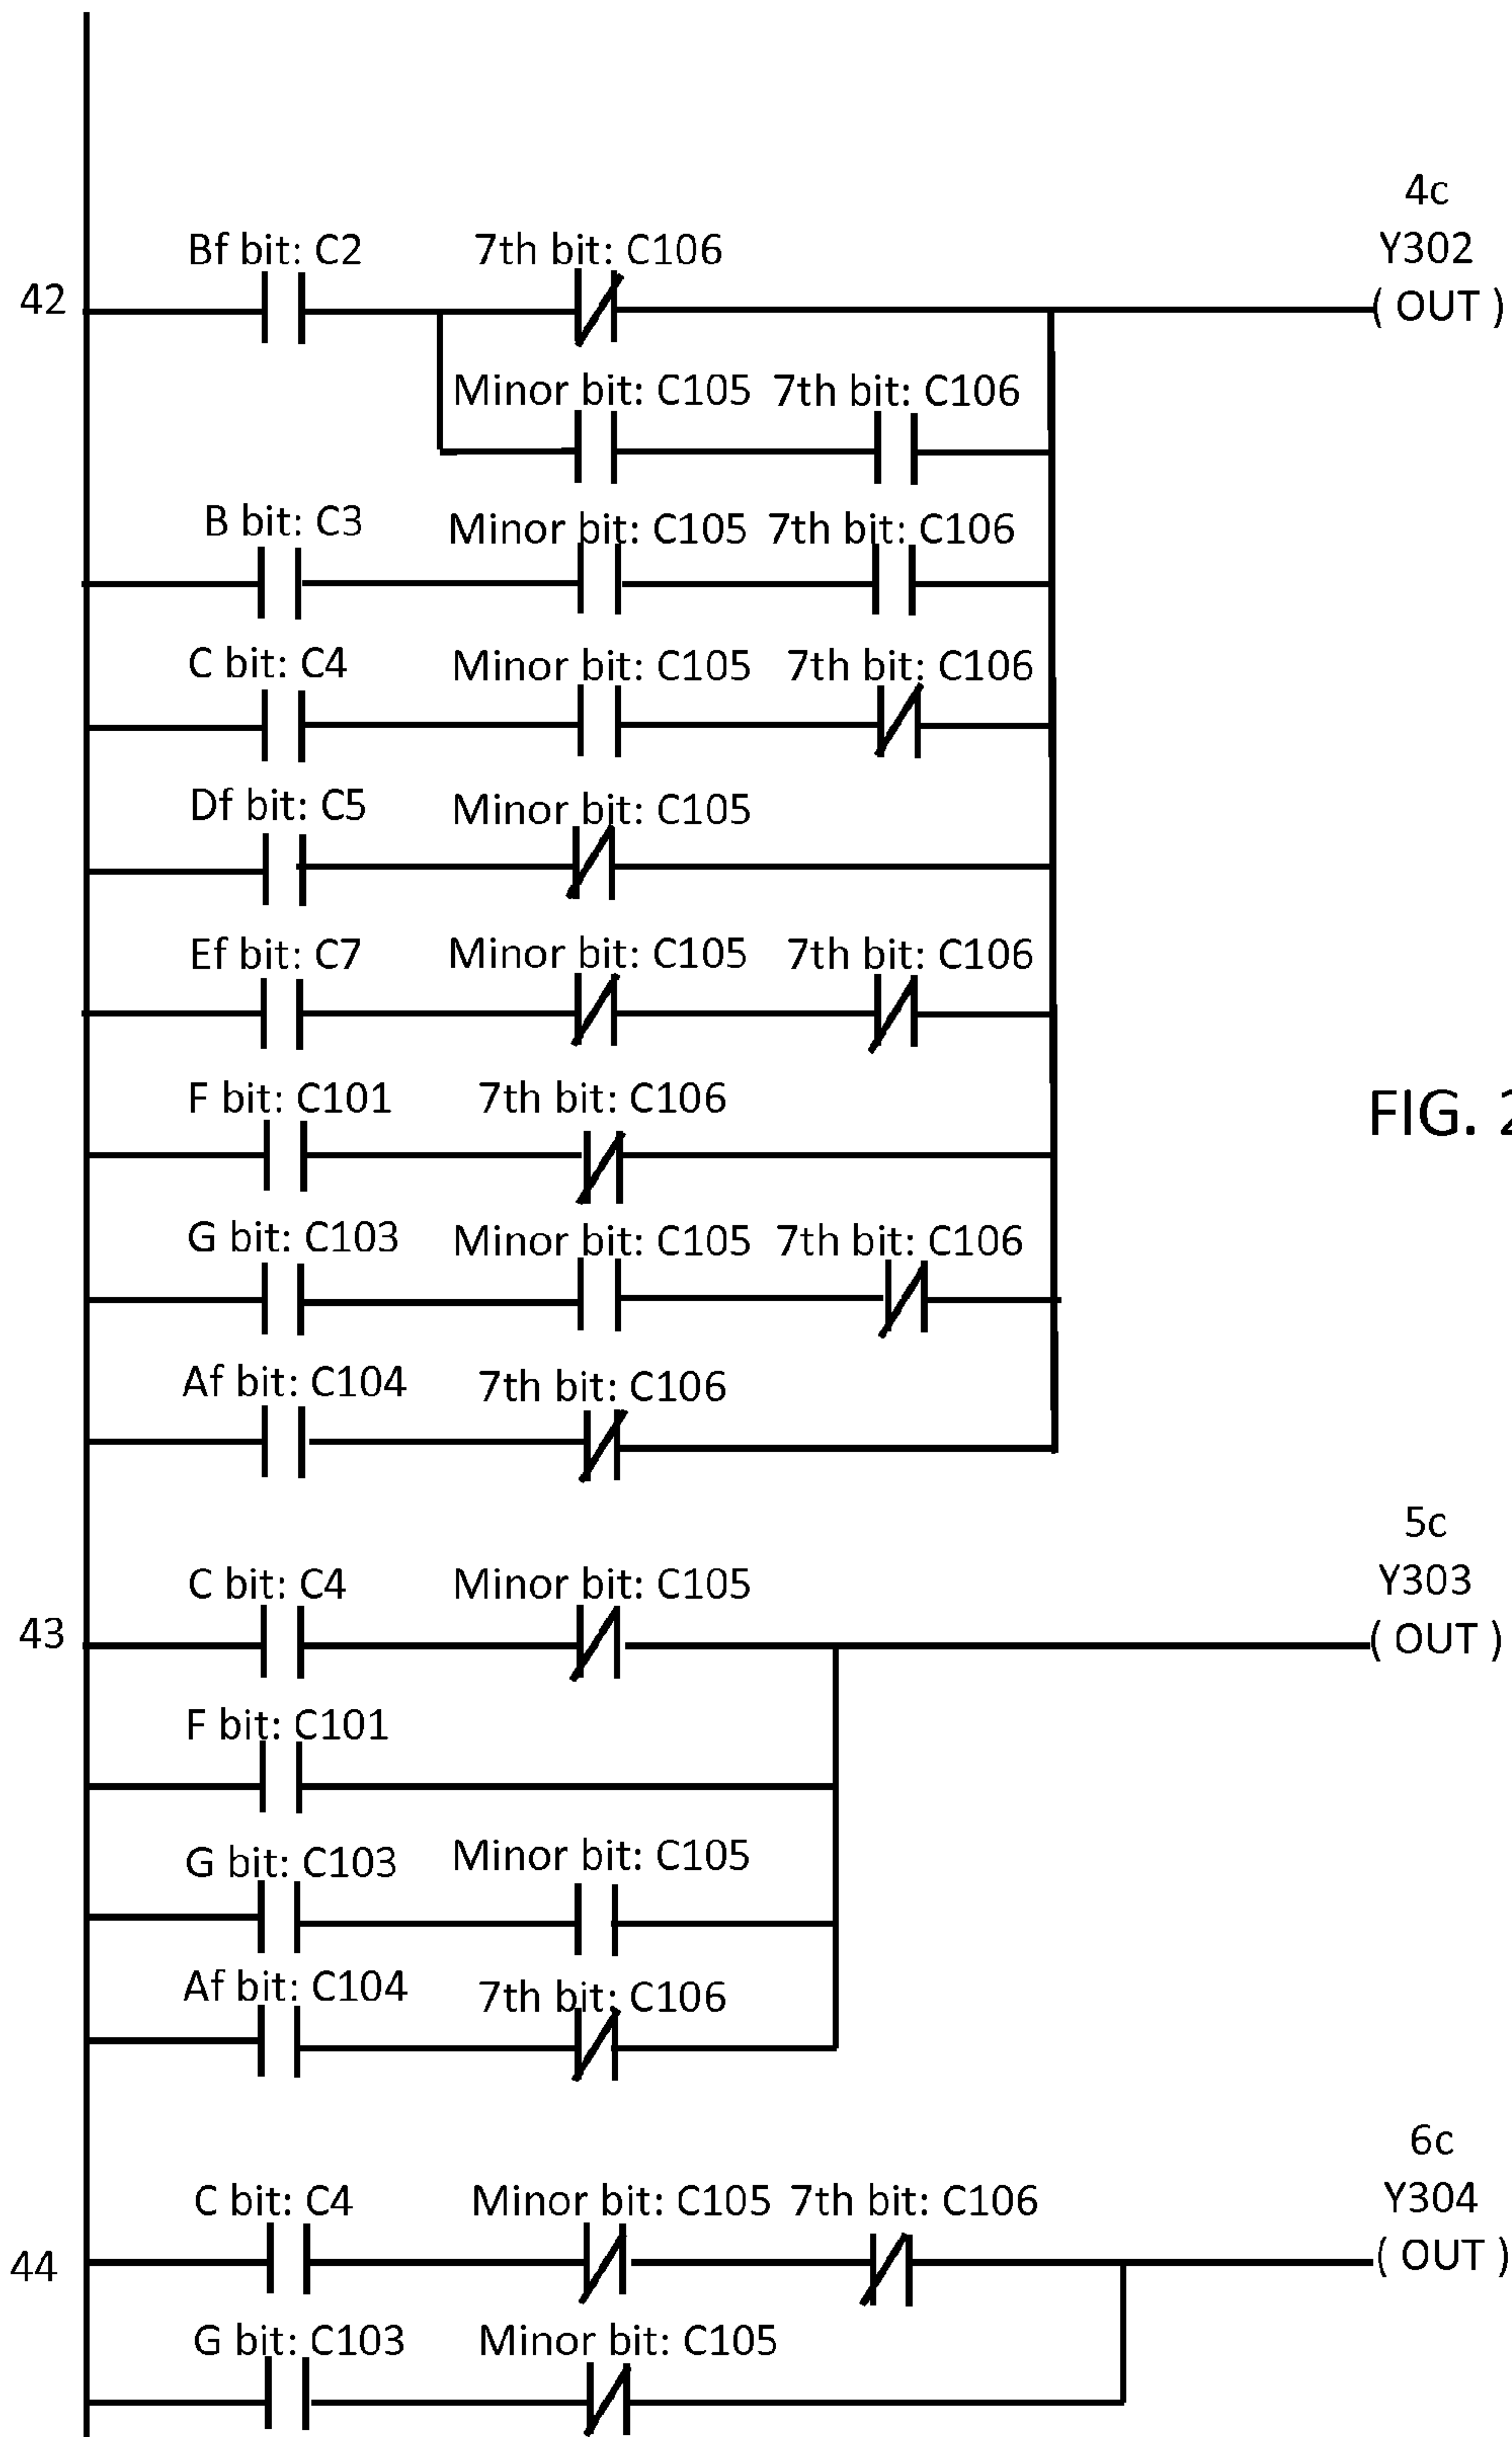 4c
Y302
Bf bit: C2 7th bit: C106
42 ( OUT )
Minor bit: C105 7th bit: C106
B bit: C3 Minor bit: C105 7th bit: C106
C bit: C4 Minor bit: C105 7th bit: C106
Df bit: C5 Minor bit: C105
Ef bit: C7 Minor bit: C105 7th bit: C106
F bit: C101 7th bit: C106
FIG. 2
G bit: C103 Minor bit: C105 7th bit: C106
Af bit: C104 7th bit: C106
5c
C bit: C4 Minor bit: C105 Y303
43 ( OUT )
F bit: C101
G bit: C103 Minor bit: C105
Af bit: C104 7th bit: C106
6c
C bit: C4 Minor bit: C105 7th bit: C106 Y304
44 ( OUT )
G bit: C103 Minor bit: C105